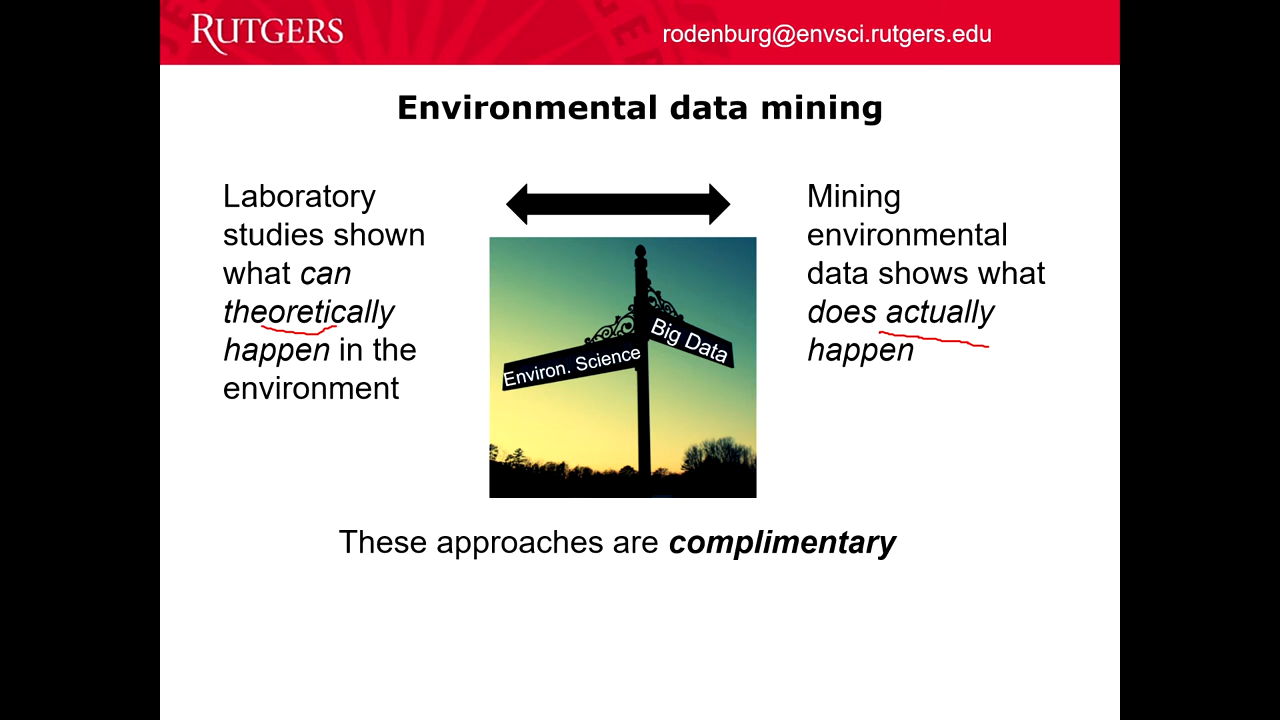 RUTGERS
rodenburg@envsci.rutgers.edu
Environmental data mining
Laboratory
studies shown
what can
theoretically
happen in the
environment
Environ. Science
Big Data
Mining
environmental
data shows what
does actually
happen
These approaches are complimentary